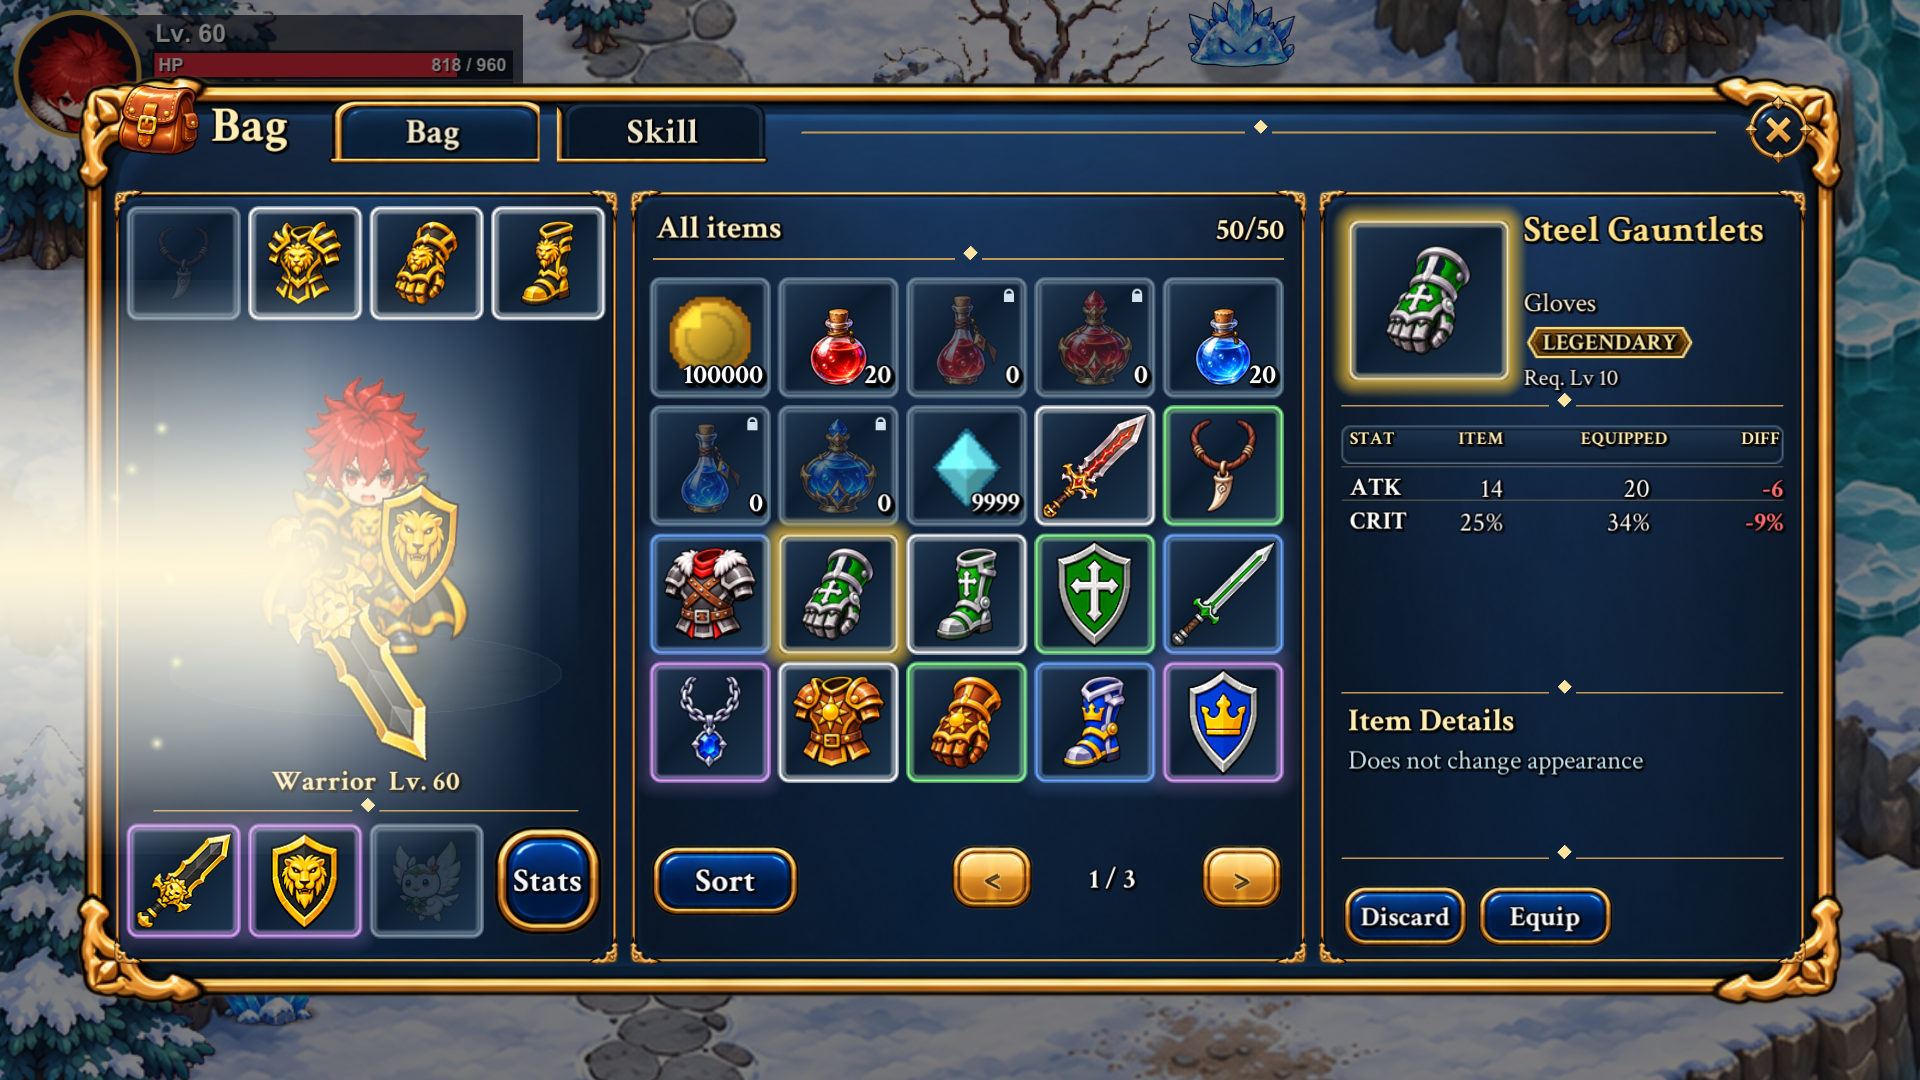 Lv. 60
HP 818 / 960
Bag
Bag
Skill
All items
50/50
100000
20
0
0
20
0
0
9999
Sort
<
1 / 3
>
Warrior Lv. 60
Stats
Steel Gauntlets
Gloves
LEGENDARY
Req. Lv 10
STAT ITEM EQUIPPED DIFF
ATK 14 20 -6
CRIT 25% 34% -9%
Item Details
Does not change appearance
Discard
Equip